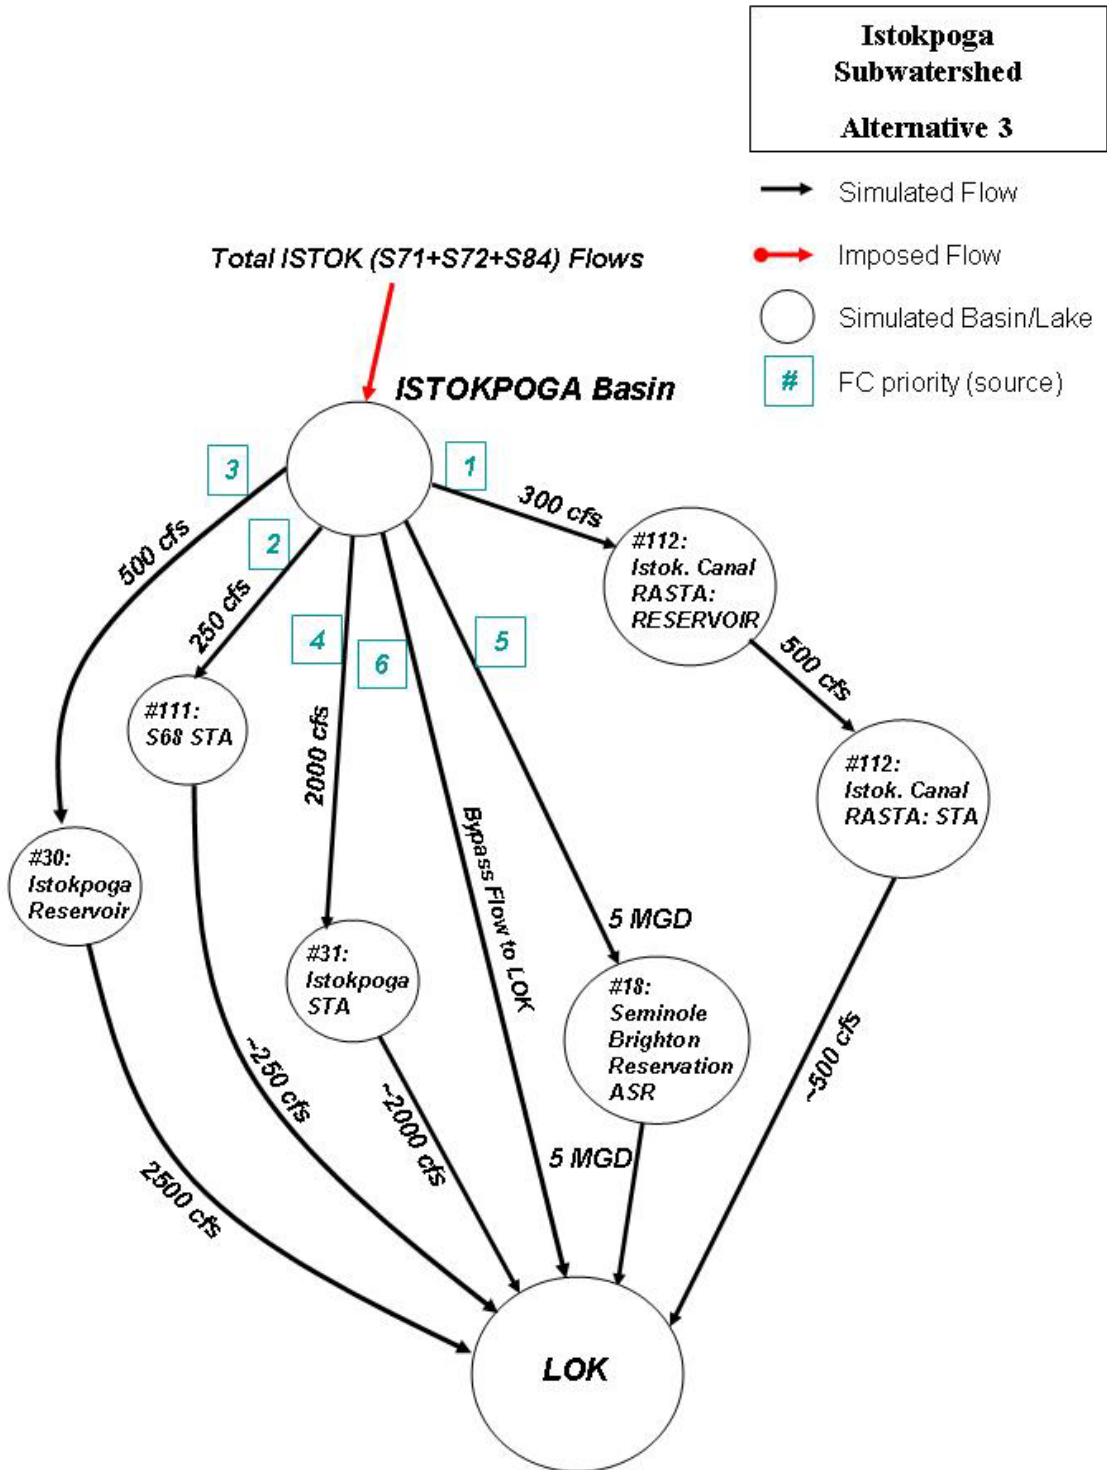 Istokpoga
Subwatershed
Alternative 3
Simulated Flow
Imposed Flow
Simulated Basin/Lake
# FC priority (source)
Total ISTOK (S71+S72+S84) Flows
ISTOKPOGA Basin
3
1
300 cfs
500 cfs
2
250 cfs
4
6
5
2000 cfs
#112:
Istok. Canal
RASTA:
RESERVOIR
500 cfs
#111:
S68 STA
#112:
Istok. Canal
RASTA: STA
#30:
Istokpoga
Reservoir
Bypass Flow to LOK
5 MGD
#31:
Istokpoga
STA
#18:
Seminole
Brighton
Reservation
ASR
~250 cfs
~2000 cfs
~500 cfs
5 MGD
2500 cfs
LOK